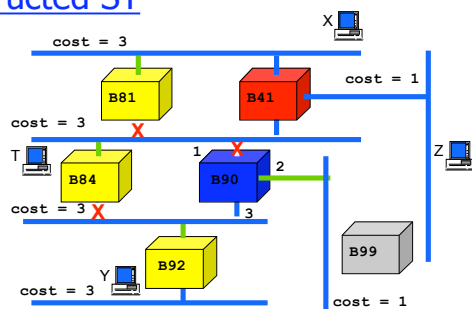 ucted ST
X
cost = 3
B81
B41
cost = 1
cost = 3
X
1
X
2
T
Z
B84
B90
cost = 3
X
3
B92
B99
Y
cost = 3
cost = 1